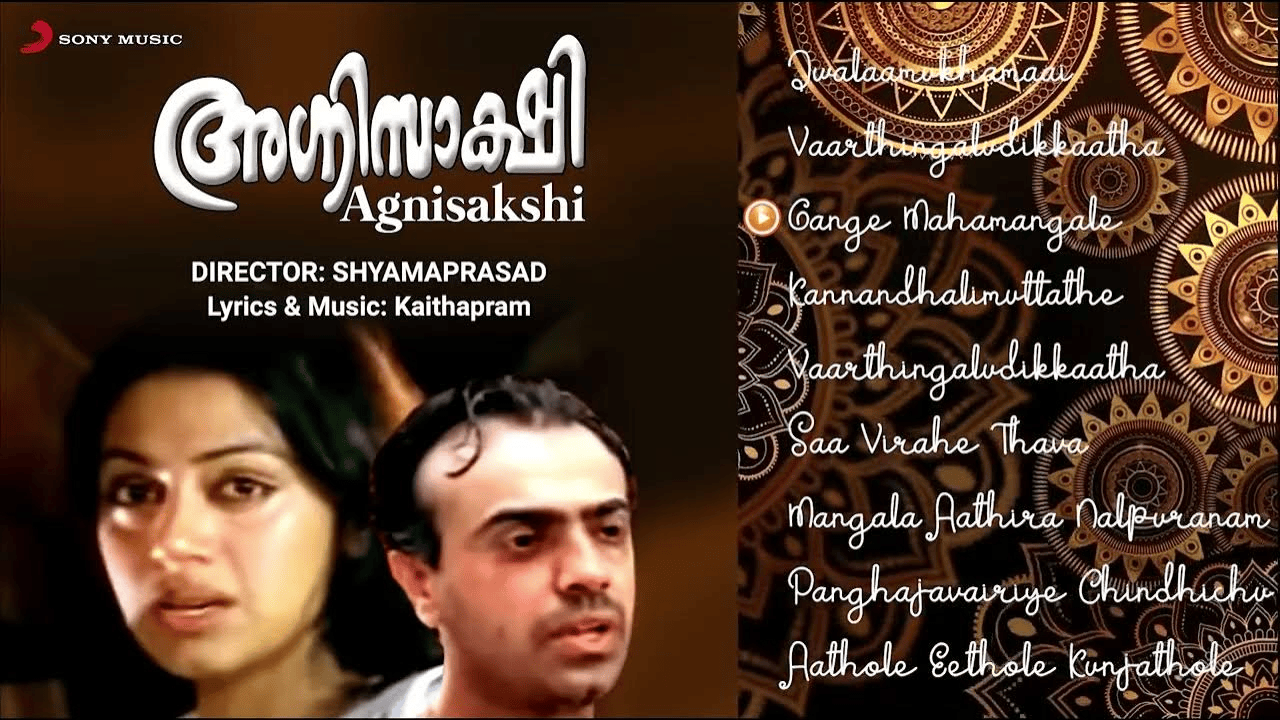 SONY MUSIC
അഗ്നിസാക്ഷി
Agnisakshi
DIRECTOR: SHYAMAPRASAD
Lyrics & Music: Kaithapram
Jwalaamukhamaai
Vaarthingaludikkaatha
Gange Mahamangale
Kannandhalimuttathe
Vaarthingaludikkaatha
Saa Virahe Thava
Mangala Aathira Nalpuranam
Panghajavairiye Chindhichu
Aathole Eethole Kunjathole